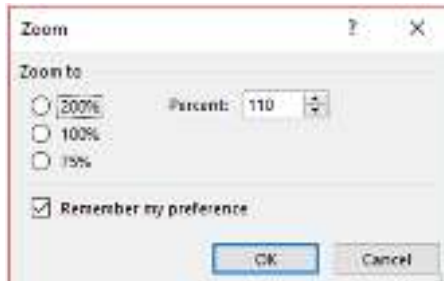 Zoom ? ✕
Zoom to
200% Percent: 110
100%
75%
Remember my preference
OK Cancel